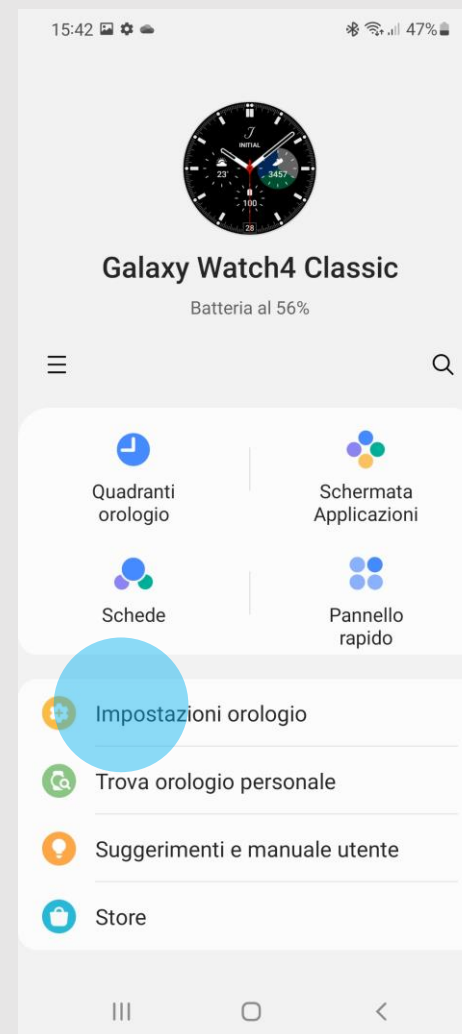 15:42 47%
J
INITIAL
23° 3457
100
28
Galaxy Watch4 Classic
Batteria al 56%
Quadranti
orologio
Schermata
Applicazioni
Schede
Pannello
rapido
Impostazioni orologio
Trova orologio personale
Suggerimenti e manuale utente
Store